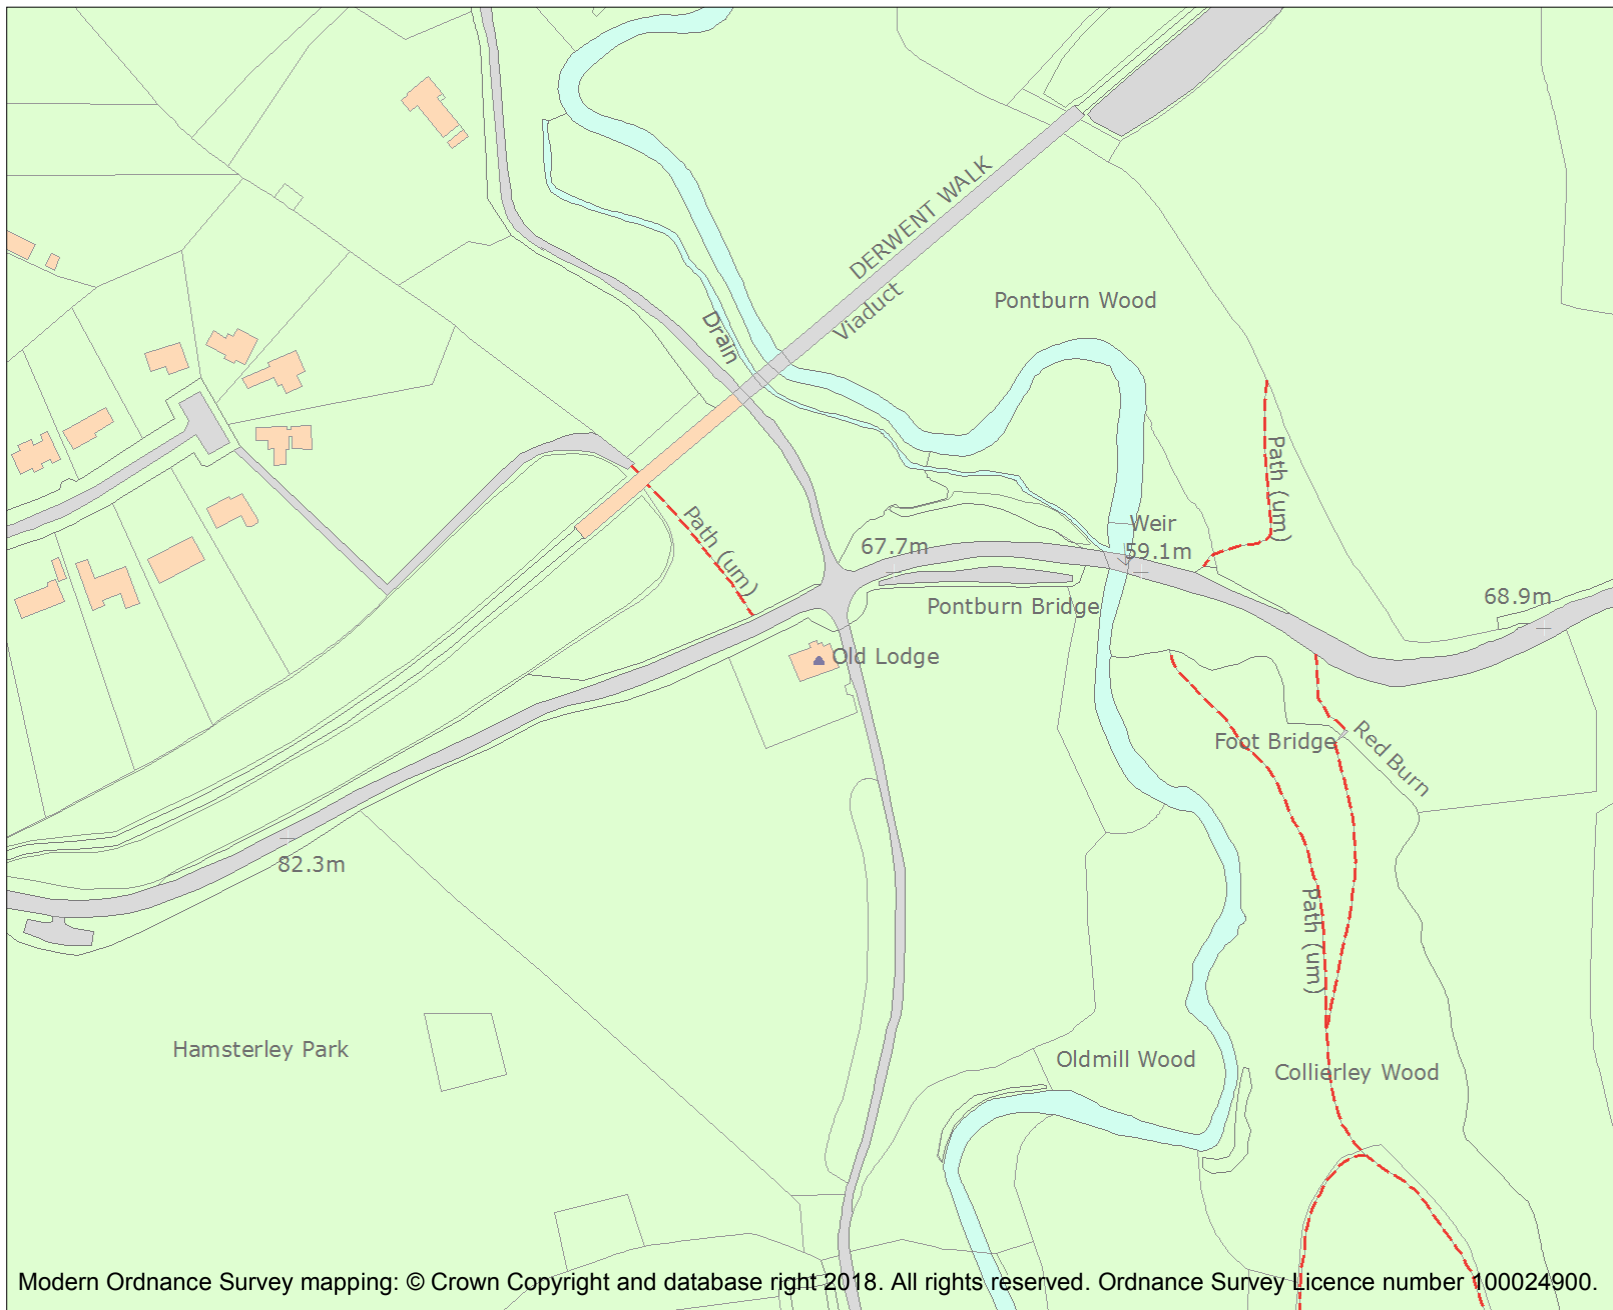 DERWENT WALK
Viaduct
Pontburn Wood
Drain
Path (um)
Path (um)
Weir
59.1m
67.7m
Pontburn Bridge
68.9m
Old Lodge
Foot Bridge
Red Burn
82.3m
Path (um)
Hamsterley Park
Oldmill Wood
Collierley Wood
Modern Ordnance Survey mapping: © Crown Copyright and database right 2018. All rights reserved. Ordnance Survey Licence number 100024900.